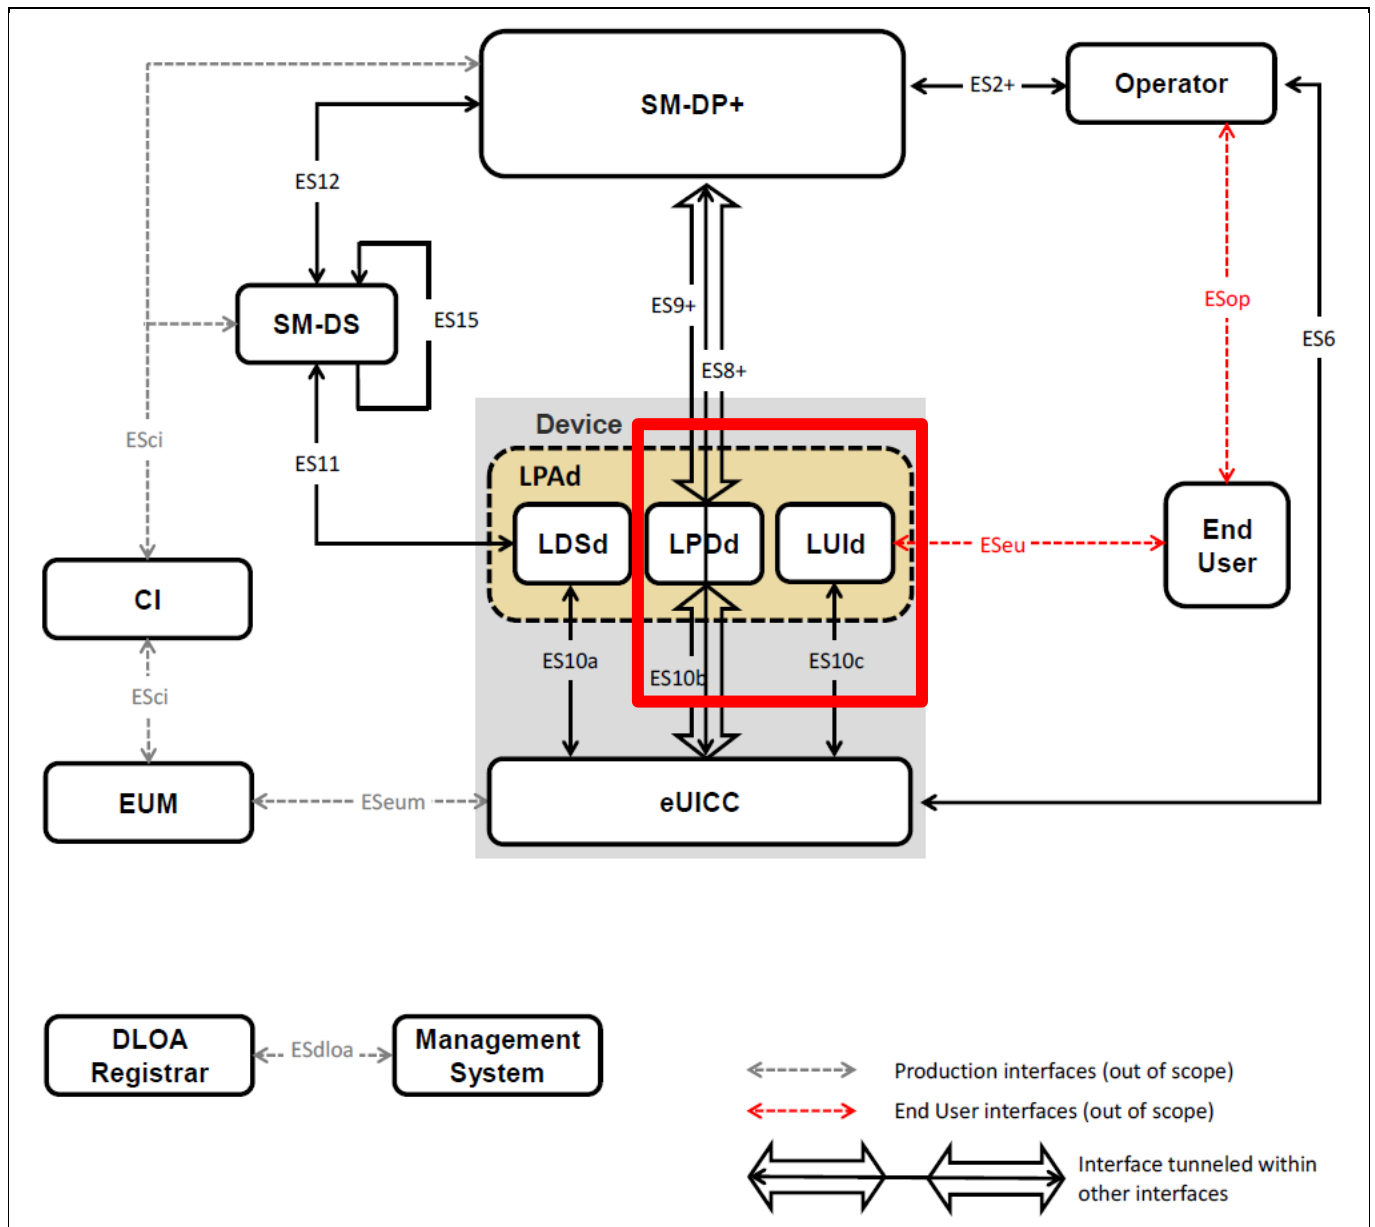 SM-DP+
ES2+
Operator
ES12
ES9+
ESop
SM-DS
ES15
ES6
ES8+
ESci
Device
ES11
LPAd
LDSd
LPDd
LUId
ESeu
End
User
CI
ES10a
ES10b
ES10c
ESci
EUM
ESeum
eUICC
DLOA
Registrar
ESdloa
Management
System
Production interfaces (out of scope)
End User interfaces (out of scope)
Interface tunneled within
other interfaces